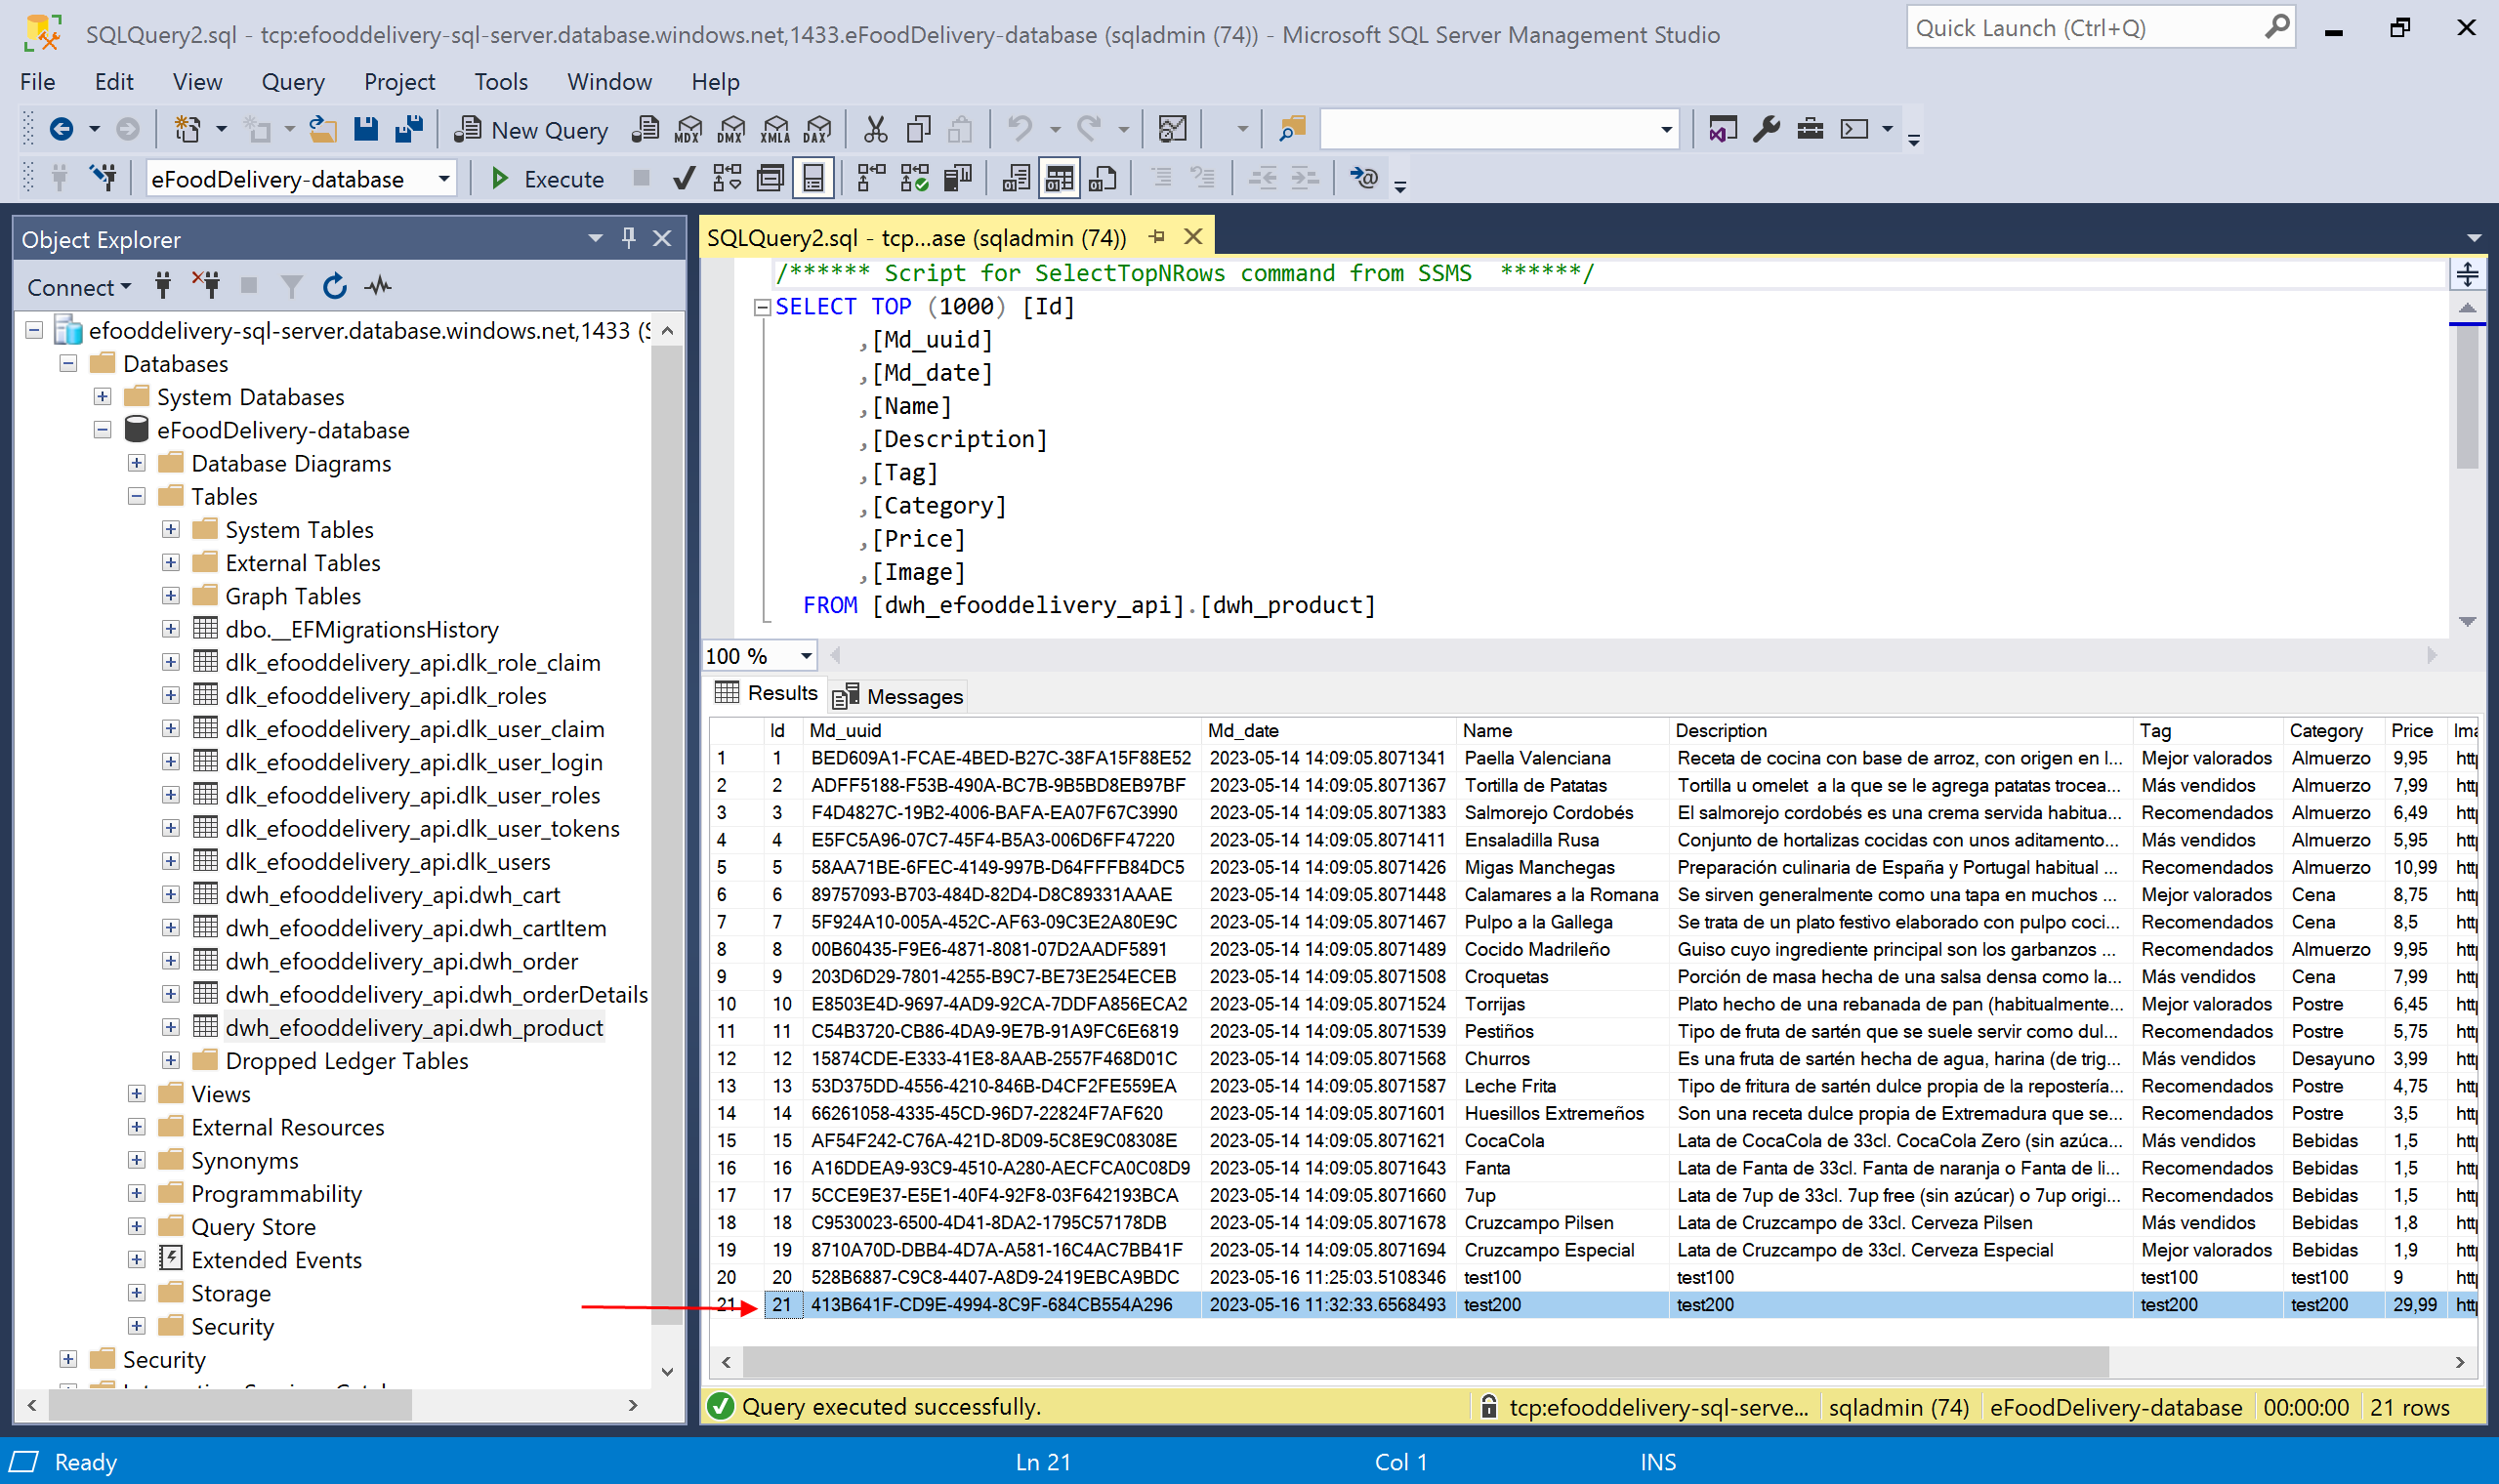 SQLQuery2.sql - tcp:efooddelivery-sql-server.database.windows.net,1433.eFoodDelivery-database (sqladmin (74)) - Microsoft SQL Server Management Studio
Quick Launch (Ctrl+Q)
File Edit View Query Project Tools Window Help
New Query MDX DMX XMLA DAX
eFoodDelivery-database Execute
Object Explorer
Connect
efooddelivery-sql-server.database.windows.net,1433 (S
Databases
System Databases
eFoodDelivery-database
Database Diagrams
Tables
System Tables
External Tables
Graph Tables
dbo.__EFMigrationsHistory
dlk_efooddelivery_api.dlk_role_claim
dlk_efooddelivery_api.dlk_roles
dlk_efooddelivery_api.dlk_user_claim
dlk_efooddelivery_api.dlk_user_login
dlk_efooddelivery_api.dlk_user_roles
dlk_efooddelivery_api.dlk_user_tokens
dlk_efooddelivery_api.dlk_users
dwh_efooddelivery_api.dwh_cart
dwh_efooddelivery_api.dwh_cartItem
dwh_efooddelivery_api.dwh_order
dwh_efooddelivery_api.dwh_orderDetails
dwh_efooddelivery_api.dwh_product
Dropped Ledger Tables
Views
External Resources
Synonyms
Programmability
Query Store
Extended Events
Storage
Security
Security
SQLQuery2.sql - tcp...ase (sqladmin (74))
/****** Script for SelectTopNRows command from SSMS  ******/
SELECT TOP (1000) [Id]
,[Md_uuid]
,[Md_date]
,[Name]
,[Description]
,[Tag]
,[Category]
,[Price]
,[Image]
FROM [dwh_efooddelivery_api].[dwh_product]
100 %
Results Messages
Id Md_uuid Md_date Name Description Tag Category Price Ima
1 1 BED609A1-FCAE-4BED-B27C-38FA15F88E52 2023-05-14 14:09:05.8071341 Paella Valenciana Receta de cocina con base de arroz, con origen en l... Mejor valorados Almuerzo 9,95 http
2 2 ADFF5188-F53B-490A-BC7B-9B5BD8EB97BF 2023-05-14 14:09:05.8071367 Tortilla de Patatas Tortilla u omelet  a la que se le agrega patatas trocea... Más vendidos Almuerzo 7,99 http
3 3 F4D4827C-19B2-4006-BAFA-EA07F67C3990 2023-05-14 14:09:05.8071383 Salmorejo Cordobés El salmorejo cordobés es una crema servida habitua... Recomendados Almuerzo 6,49 http
4 4 E5FC5A96-07C7-45F4-B5A3-006D6FF47220 2023-05-14 14:09:05.8071411 Ensaladilla Rusa Conjunto de hortalizas cocidas con unos aditamento... Más vendidos Almuerzo 5,95 http
5 5 58AA71BE-6FEC-4149-997B-D64FFFB84DC5 2023-05-14 14:09:05.8071426 Migas Manchegas Preparación culinaria de España y Portugal habitual ... Recomendados Almuerzo 10,99 http
6 6 89757093-B703-484D-82D4-D8C89331AAAE 2023-05-14 14:09:05.8071448 Calamares a la Romana Se sirven generalmente como una tapa en muchos ... Mejor valorados Cena 8,75 http
7 7 5F924A10-005A-452C-AF63-09C3E2A80E9C 2023-05-14 14:09:05.8071467 Pulpo a la Gallega Se trata de un plato festivo elaborado con pulpo coci... Recomendados Cena 8,5 http
8 8 00B60435-F9E6-4871-8081-07D2AADF5891 2023-05-14 14:09:05.8071489 Cocido Madrileño Guiso cuyo ingrediente principal son los garbanzos ... Recomendados Almuerzo 9,95 http
9 9 203D6D29-7801-4255-B9C7-BE73E254ECEB 2023-05-14 14:09:05.8071508 Croquetas Porción de masa hecha de una salsa densa como la... Más vendidos Cena 7,99 http
10 10 E8503E4D-9697-4AD9-92CA-7DDFA856ECA2 2023-05-14 14:09:05.8071524 Torrijas Plato hecho de una rebanada de pan (habitualmente... Mejor valorados Postre 6,45 http
11 11 C54B3720-CB86-4DA9-9E7B-91A9FC6E6819 2023-05-14 14:09:05.8071539 Pestiños Tipo de fruta de sartén que se suele servir como dul... Recomendados Postre 5,75 http
12 12 15874CDE-E333-41E8-8AAB-2557F468D01C 2023-05-14 14:09:05.8071568 Churros Es una fruta de sartén hecha de agua, harina (de trig... Más vendidos Desayuno 3,99 http
13 13 53D375DD-4556-4210-846B-D4CF2FE559EA 2023-05-14 14:09:05.8071587 Leche Frita Tipo de fritura de sartén dulce propia de la repostería... Recomendados Postre 4,75 http
14 14 66261058-4335-45CD-96D7-22824F7AF620 2023-05-14 14:09:05.8071601 Huesillos Extremeños Son una receta dulce propia de Extremadura que se... Recomendados Postre 3,5 http
15 15 AF54F242-C76A-421D-8D09-5C8E9C08308E 2023-05-14 14:09:05.8071621 CocaCola Lata de CocaCola de 33cl. CocaCola Zero (sin azúca... Más vendidos Bebidas 1,5 http
16 16 A16DDEA9-93C9-4510-A280-AECFCA0C08D9 2023-05-14 14:09:05.8071643 Fanta Lata de Fanta de 33cl. Fanta de naranja o Fanta de li... Recomendados Bebidas 1,5 http
17 17 5CCE9E37-E5E1-40F4-92F8-03F642193BCA 2023-05-14 14:09:05.8071660 7up Lata de 7up de 33cl. 7up free (sin azúcar) o 7up origi... Recomendados Bebidas 1,5 http
18 18 C9530023-6500-4D41-8DA2-1795C57178DB 2023-05-14 14:09:05.8071678 Cruzcampo Pilsen Lata de Cruzcampo de 33cl. Cerveza Pilsen Más vendidos Bebidas 1,8 http
19 19 8710A70D-DBB4-4D7A-A581-16C4AC7BB41F 2023-05-14 14:09:05.8071694 Cruzcampo Especial Lata de Cruzcampo de 33cl. Cerveza Especial Mejor valorados Bebidas 1,9 http
20 20 528B6887-C9C8-4407-A8D9-2419EBCA9BDC 2023-05-16 11:25:03.5108346 test100 test100 test100 test100 9 http
21 21 413B641F-CD9E-4994-8C9F-684CB554A296 2023-05-16 11:32:33.6568493 test200 test200 test200 test200 29,99 http
Query executed successfully. tcp:efooddelivery-sql-serve... sqladmin (74) eFoodDelivery-database 00:00:00 21 rows
Ready Ln 21 Col 1 INS